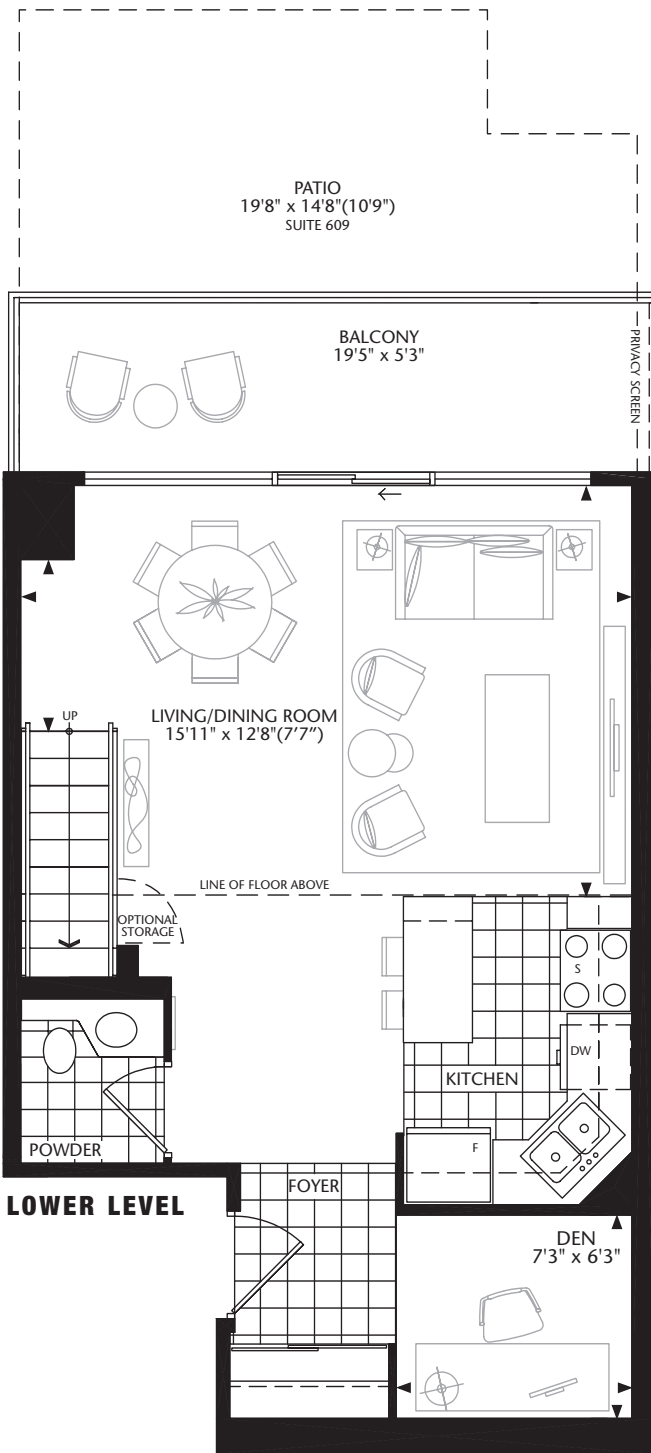 PATIO
19'8" x 14'8"(10'9")
SUITE 609
BALCONY
19'5" x 5'3"
PRIVACY SCREEN
UP
LIVING/DINING ROOM
15'11" x 12'8"(7'7")
LINE OF FLOOR ABOVE
OPTIONAL
STORAGE
S
DW
KITCHEN
F
POWDER
FOYER
LOWER LEVEL
DEN
7'3" x 6'3"